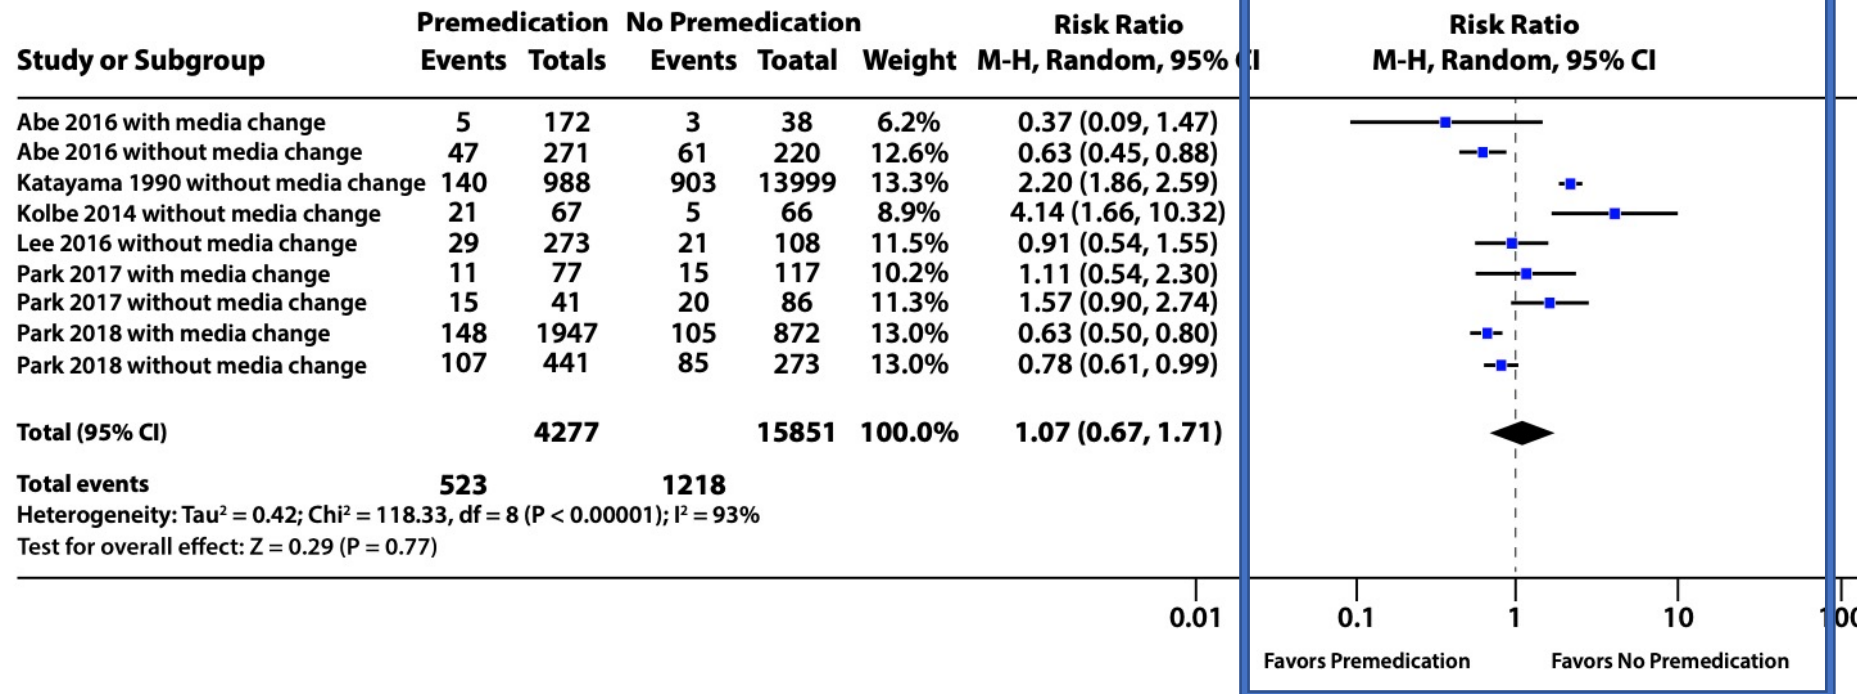 Premedication No Premedication Risk Ratio Risk Ratio
Study or Subgroup Events Totals Events Toatal Weight M-H, Random, 95% CI M-H, Random, 95% CI
Abe 2016 with media change 5 172 3 38 6.2% 0.37 (0.09, 1.47)
Abe 2016 without media change 47 271 61 220 12.6% 0.63 (0.45, 0.88)
Katayama 1990 without media change 140 988 903 13999 13.3% 2.20 (1.86, 2.59)
Kolbe 2014 without media change 21 67 5 66 8.9% 4.14 (1.66, 10.32)
Lee 2016 without media change 29 273 21 108 11.5% 0.91 (0.54, 1.55)
Park 2017 with media change 11 77 15 117 10.2% 1.11 (0.54, 2.30)
Park 2017 without media change 15 41 20 86 11.3% 1.57 (0.90, 2.74)
Park 2018 with media change 148 1947 105 872 13.0% 0.63 (0.50, 0.80)
Park 2018 without media change 107 441 85 273 13.0% 0.78 (0.61, 0.99)
Total (95% CI) 4277 15851 100.0% 1.07 (0.67, 1.71)
Total events 523 1218
Heterogeneity: Tau² = 0.42; Chi² = 118.33, df = 8 (P < 0.00001); I² = 93%
Test for overall effect: Z = 0.29 (P = 0.77)
0.01 0.1 1 10 100
Favors Premedication Favors No Premedication